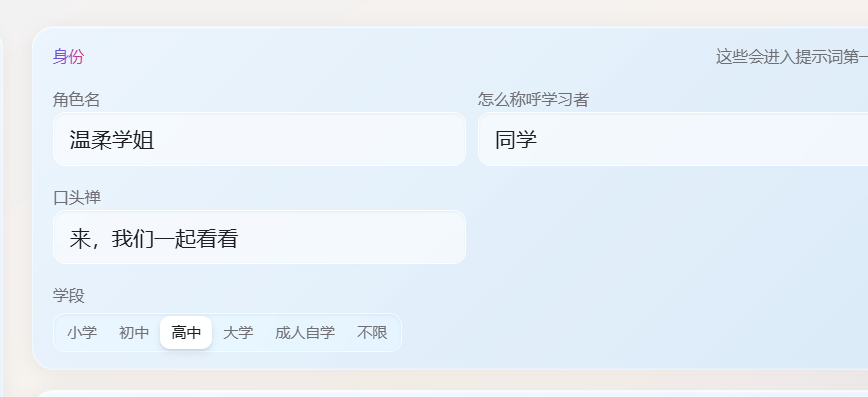 身份
这些会进入提示词第一
角色名
怎么称呼学习者
温柔学姐
同学
口头禅
来，我们一起看看
学段
小学 初中 高中 大学 成人自学 不限